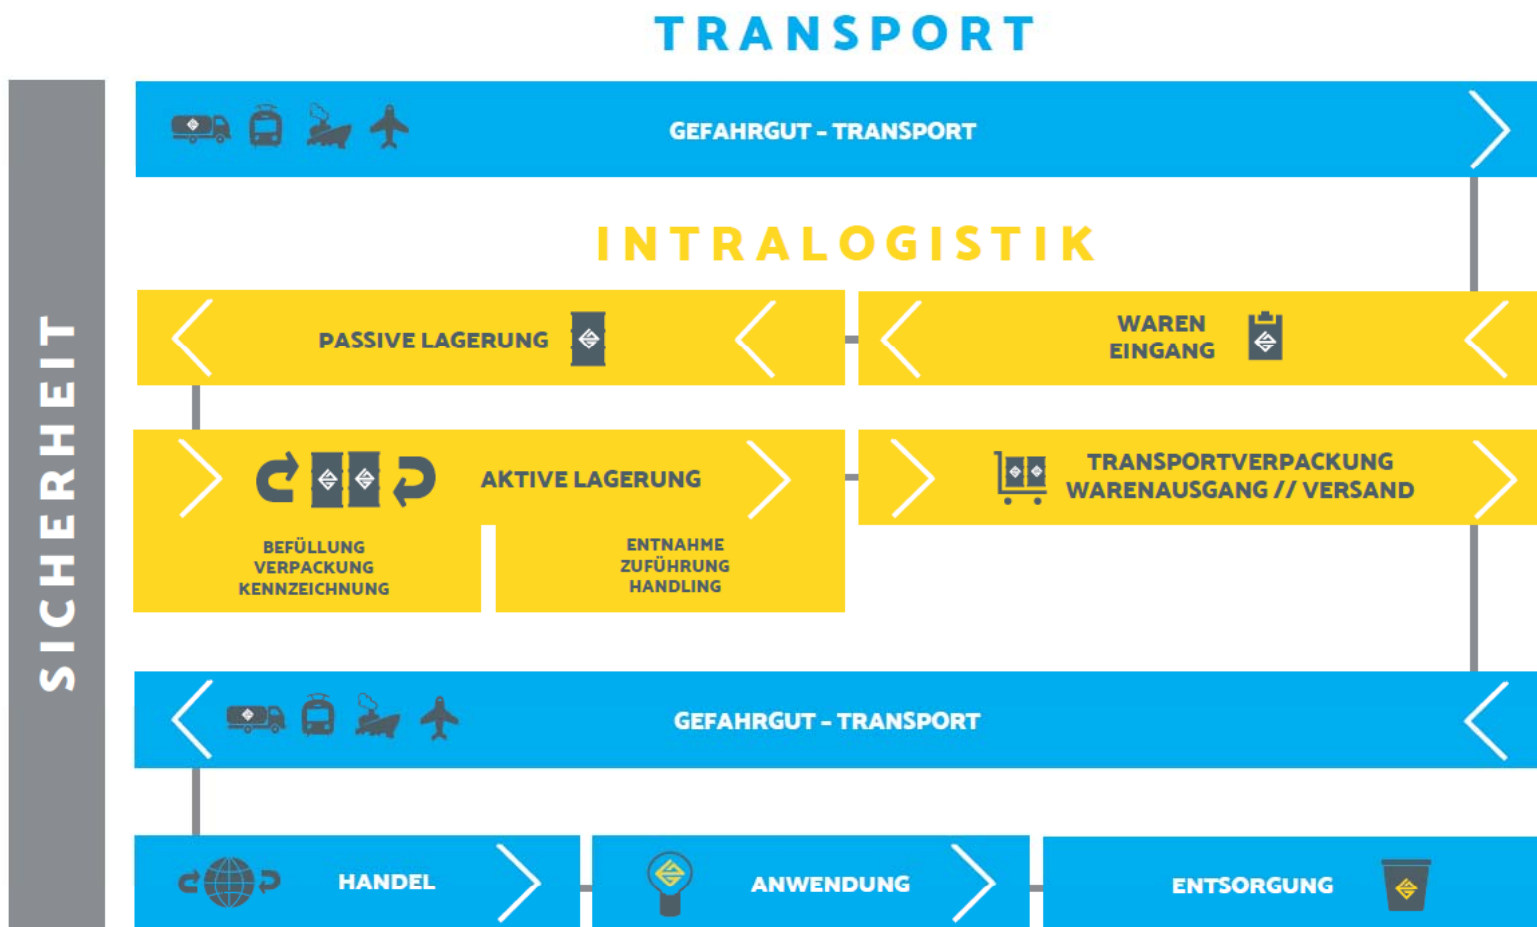 TRANSPORT
GEFAHRGUT – TRANSPORT
INTRALOGISTIK
PASSIVE LAGERUNG
WAREN
EINGANG
AKTIVE LAGERUNG
TRANSPORTVERPACKUNG
WARENAUSGANG // VERSAND
BEFÜLLUNG
VERPACKUNG
KENNZEICHNUNG
ENTNAHME
ZUFÜHRUNG
HANDLING
GEFAHRGUT – TRANSPORT
HANDEL
ANWENDUNG
ENTSORGUNG
SICHERHEIT